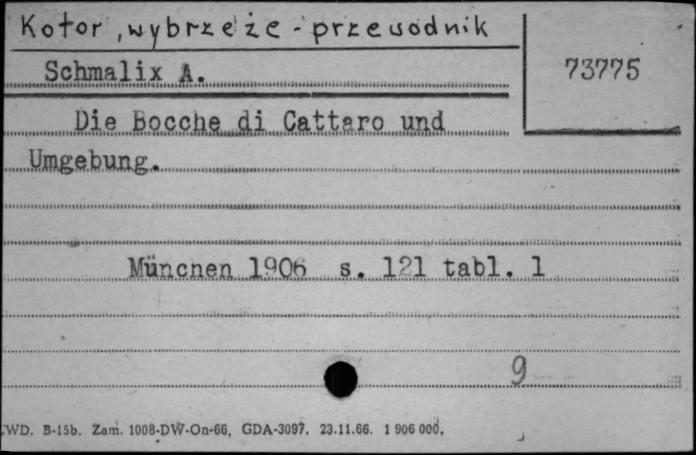 Kotor, wybrzeże - przewodnik
Schmalix A.
73775
Die Bocche di Cattaro und
Umgebung.
München 1906 s. 121 tabl. 1
9
WD. B-15b. Zam. 1008-DW-On-66, GDA-3097. 23.11.66. 1 906 000.